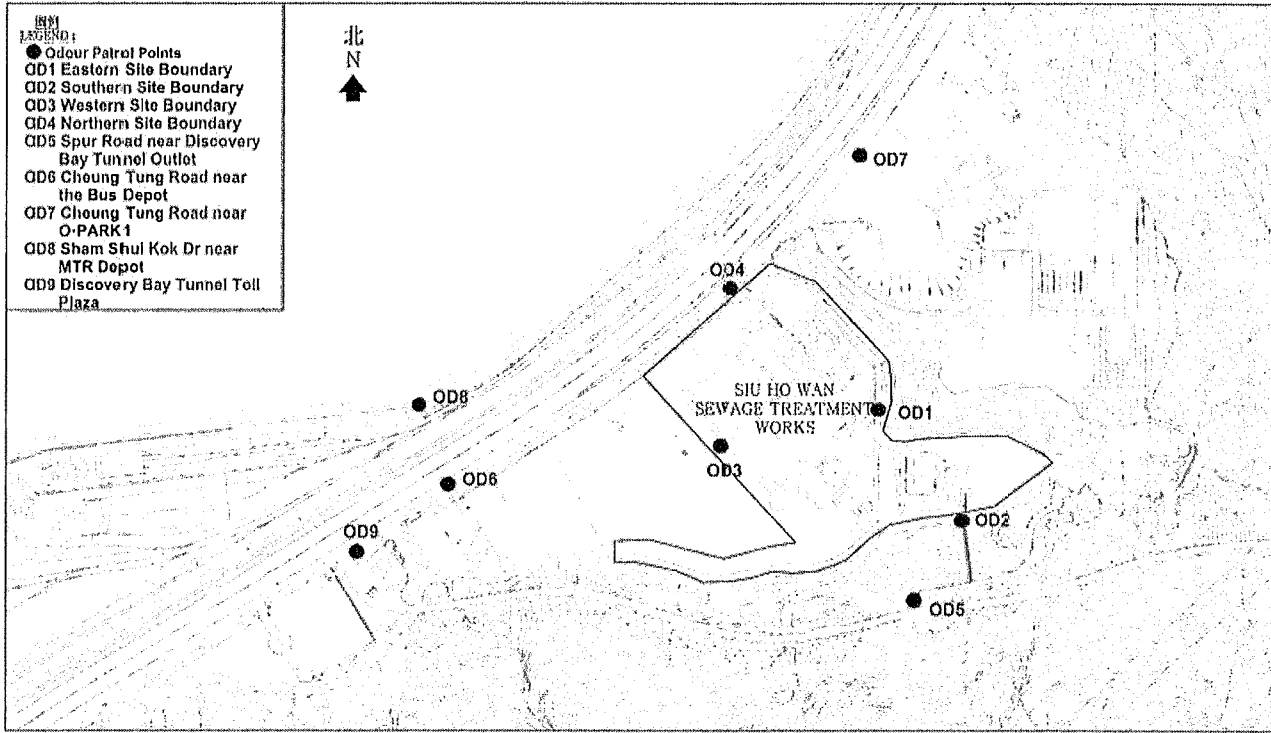 LEGEND:
Odour Patrol Points
OD1 Eastern Site Boundary
OD2 Southern Site Boundary
OD3 Western Site Boundary
OD4 Northern Site Boundary
OD5 Spur Road near Discovery
Bay Tunnel Outlet
OD6 Cheung Tung Road near
the Bus Depot
OD7 Cheung Tung Road near
O·PARK1
OD8 Sham Shui Kok Dr near
MTR Depot
OD9 Discovery Bay Tunnel Toll
Plaza
北
N
OD7
OD4
OD8
SIU HO WAN
SEWAGE TREATMENT
WORKS
OD1
OD3
OD6
OD2
OD9
OD5